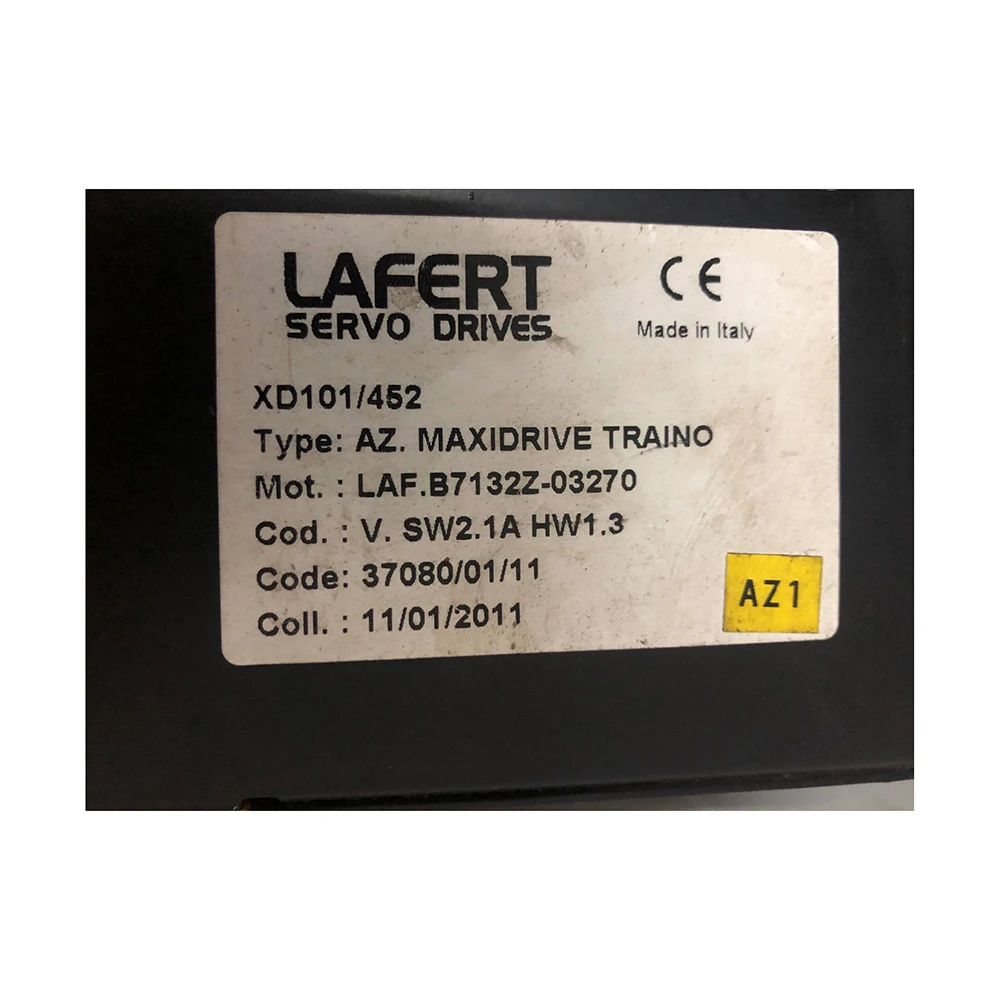 LAFERT
SERVO DRIVES
CE
Made in Italy
XD101/452
Type: AZ. MAXIDRIVE TRAINO
Mot. : LAF.B7132Z-03270
Cod. : V. SW2.1A HW1.3
Code: 37080/01/11
Coll. : 11/01/2011
AZ1